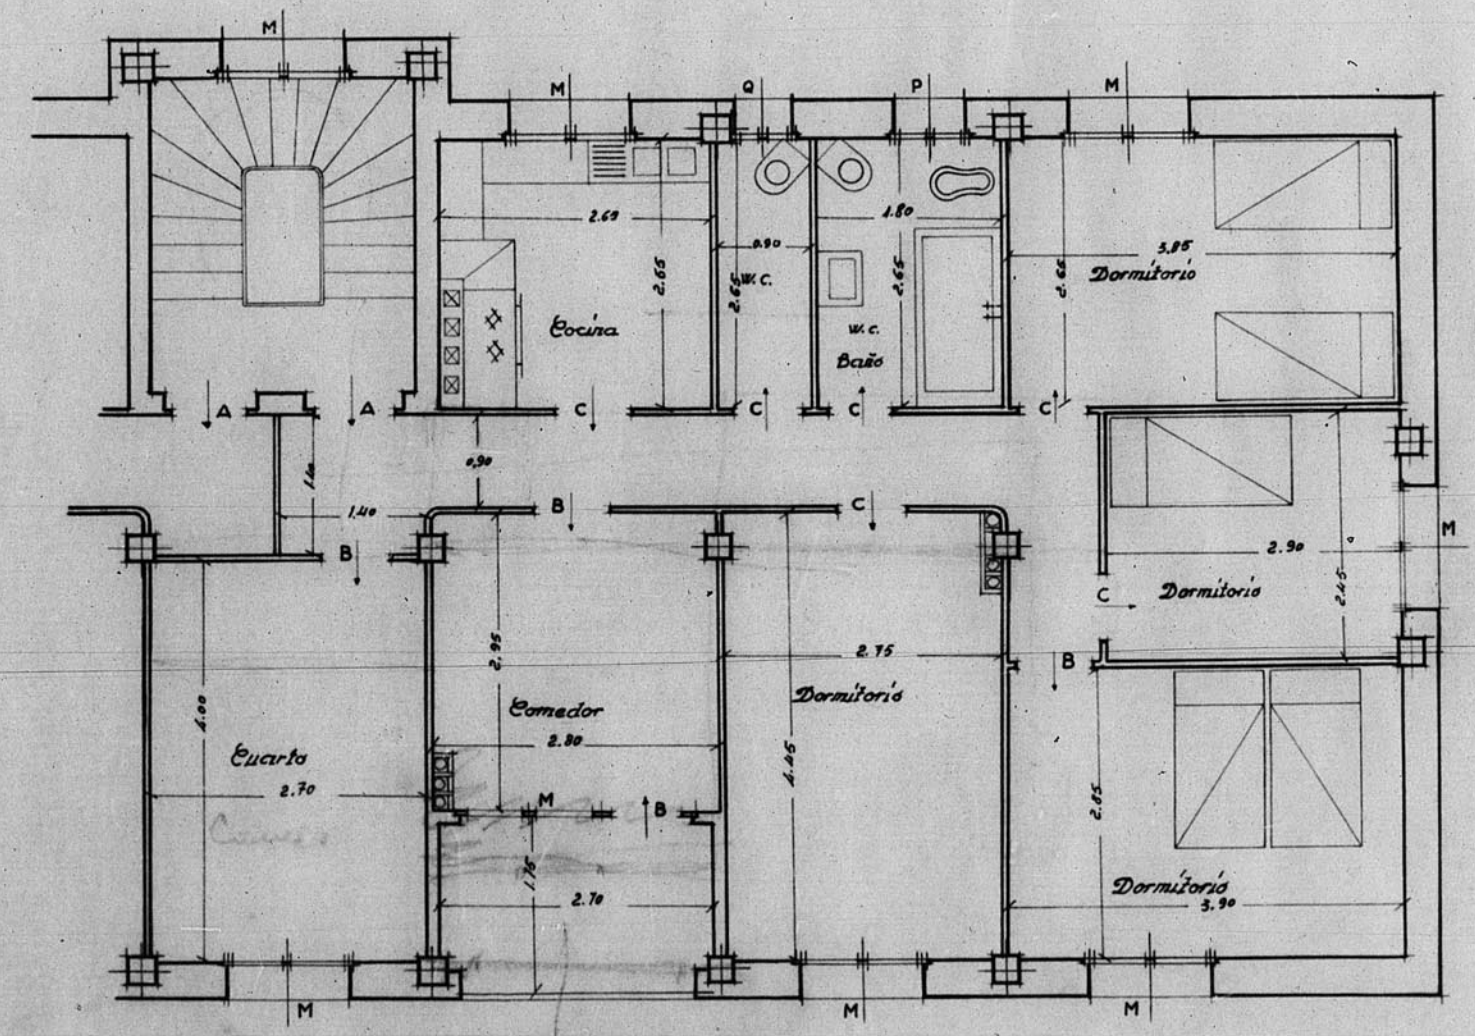 M
M
Q
P
M
2.69
0.90
1.80
3.85
Dormitorio
2.65
2.65
W.C.
2.65
2.65
Cocina
W.C.
Baño
A
A
C
C
C
C
1.40
0,90
1.40
B
B
C
M
2.90
2.45
C
Dormitorio
2.95
2.75
B
4.00
Comedor
Dormitorio
2.80
4.45
Cuarto
2.70
M
B
2.85
1.75
2.70
Dormitorio
3.90
M
M
M